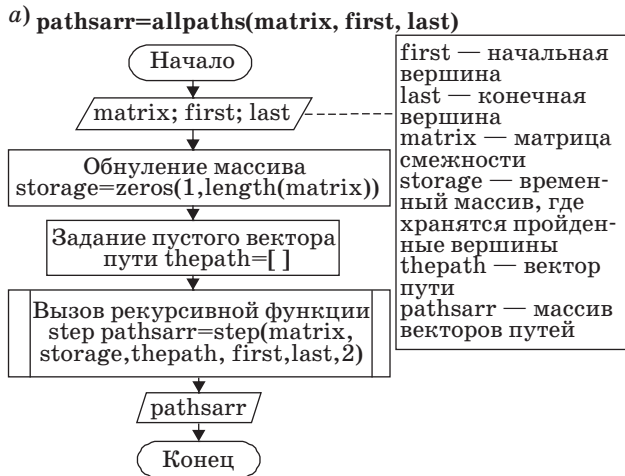 а) pathsarr=allpaths(matrix, first, last)
Начало
matrix; first; last
Обнуление массива
storage=zeros(1,length(matrix))
Задание пустого вектора
пути thepath=[ ]
Вызов рекурсивной функции
step pathsarr=step(matrix,
storage,thepath, first,last,2)
pathsarr
Конец
first — начальная
вершина
last — конечная
вершина
matrix — матрица
смежности
storage — времен-
ный массив, где
хранятся пройден-
ные вершины
thepath — вектор
пути
pathsarr — массив
векторов путей